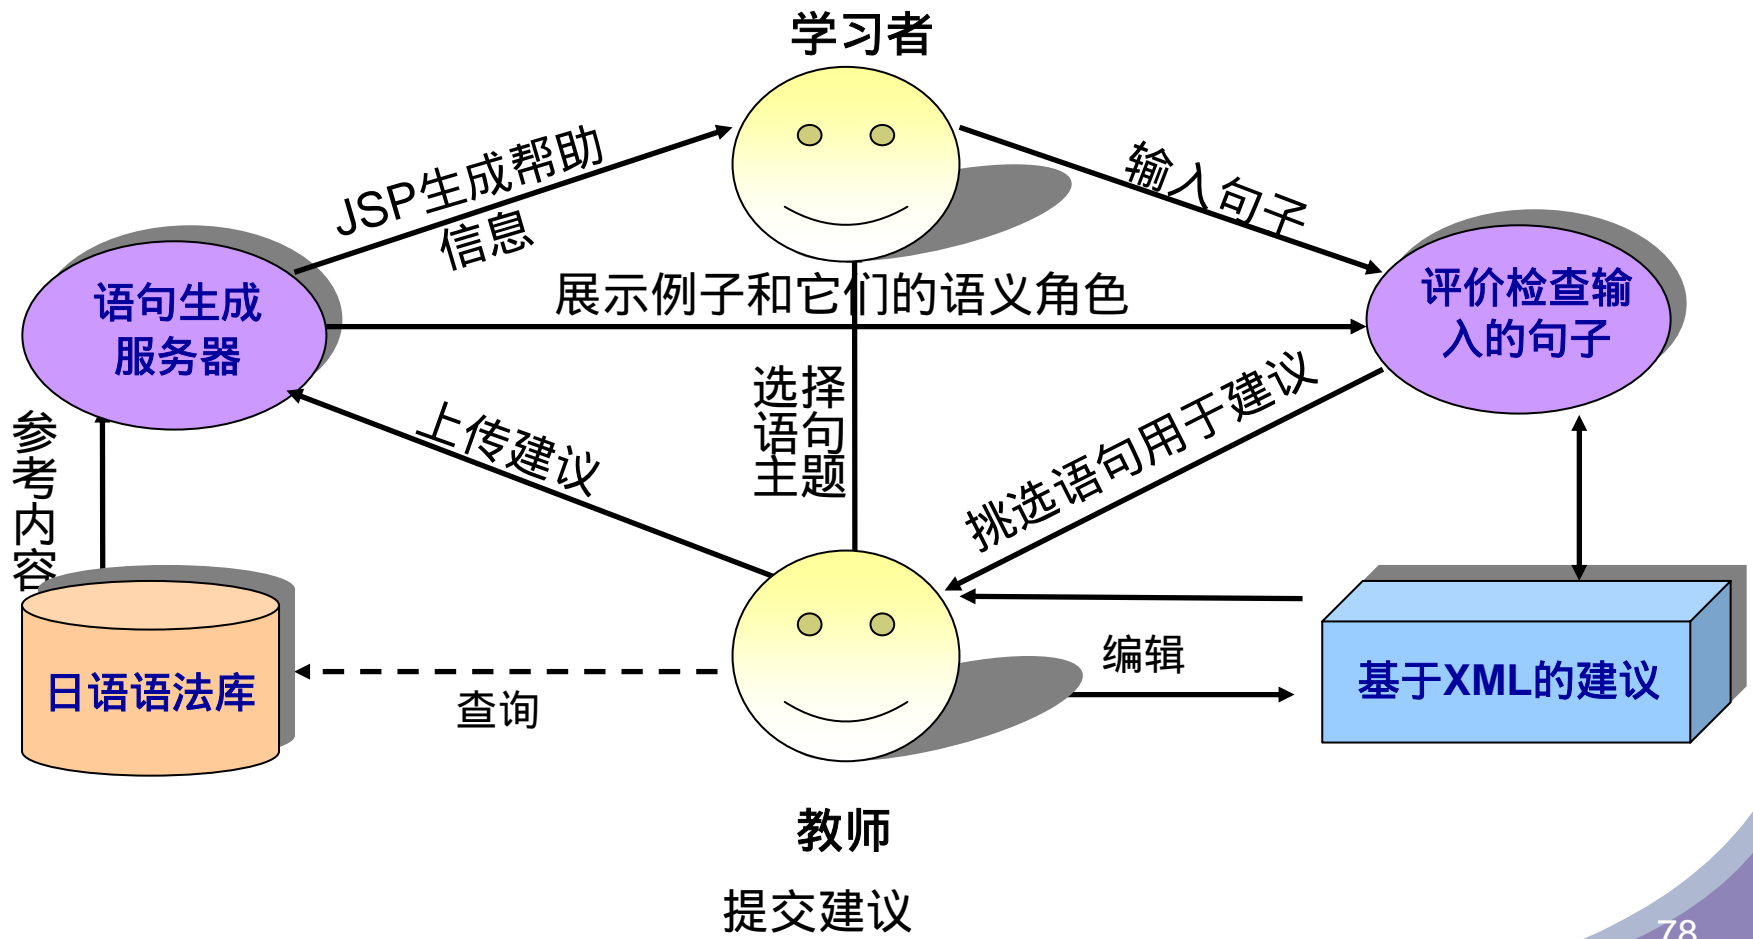 学习者
JSP生成帮助
信息
输入句子
语句生成
服务器
展示例子和它们的语义角色
评价检查输
入的句子
参
考
内
容
上传建议
选择
语句
主题
挑选语句用于建议
日语语法库
查询
编辑
基于XML的建议
教师
提交建议
78